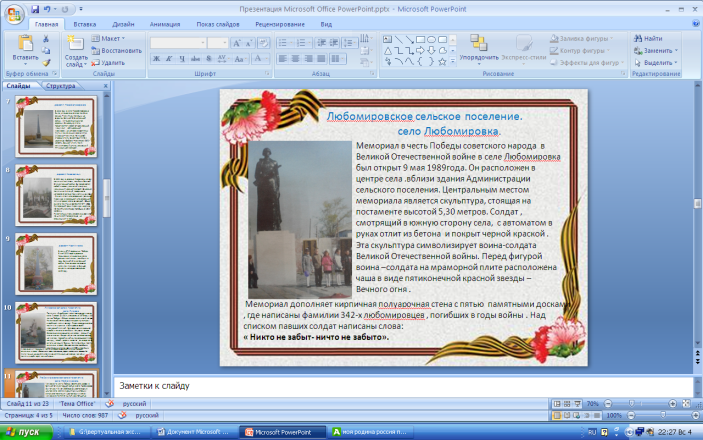 Презентация Microsoft Office PowerPoint.pptx - Microsoft PowerPoint
Главная Вставка Дизайн Анимация Показ слайдов Рецензирование Вид
Вставить
Создать слайд
Макет
Восстановить
Удалить
Упорядочить
Экспресс-стили
Заливка фигуры
Контур фигуры
Эффекты для фигур
Найти
Заменить
Выделить
Буфер обмена Слайды Шрифт Абзац Рисование Редактирование
Слайды Структура
7
8
9
10
11
Любомировское сельское поселение.
село Любомировка.
Мемориал в честь Победы советского народа в
Великой Отечественной войне в селе Любомировка
был открыт 9 мая 1989года. Он расположен в
центре села .вблизи здания Администрации
сельского поселения. Центральным местом
мемориала является скульптура, стоящая на
постаменте высотой 5,30 метров. Солдат ,
смотрящий в южную сторону села, с автоматом в
руках отлит из бетона и покрыт черной краской .
Эта скульптура символизирует воина-солдата
Великой Отечественной войны. Перед фигурой
воина –солдата на мраморной плите расположена
чаша в виде пятиконечной красной звезды –
Вечного огня .
Мемориал дополняет кирпичная полуарочная стена с пятью памятными досками
, где написаны фамилии 342-х любомировцев , погибших в годы войны . Над
списком павших солдат написаны слова:
« Никто не забыт- ничто не забыто».
Заметки к слайду
Слайд 11 из 23 "Тема Office" русский 70%
Страница: 4 из 5 Число слов: 987 русский 100%
пуск G:\виртуальная экс... Документ Microsoft ... Microsoft PowerPoint моя родина россия п... RU 22:27 Вс 4